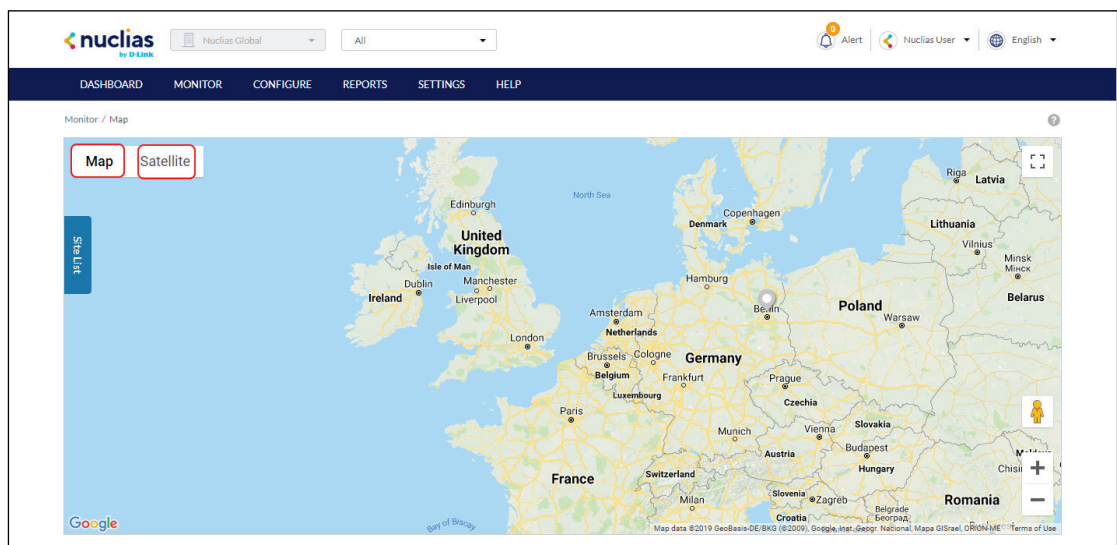 nuclias
by D-Link
Nuclias Global
All
0
Alert
Nuclias User
English
DASHBOARD MONITOR CONFIGURE REPORTS SETTINGS HELP
Monitor / Map
?
Map Satellite
Site List
North Sea
Riga
Latvia
Edinburgh
Copenhagen
Denmark
Lithuania
United
Kingdom
Vilnius
Minsk
Мінск
Isle of Man
Manchester
Hamburg
Dublin
Ireland
Liverpool
Belarus
Amsterdam
Berlin
Poland
Warsaw
Netherlands
London
Brussels
Cologne
Germany
Belgium
Frankfurt
Prague
Luxembourg
Czechia
Paris
Munich
Vienna
Slovakia
Austria
Budapest
Hungary
France
Switzerland
Milan
Slovenia
Zagreb
Romania
Croatia
Belgrade
Београд
Google
Bay of Biscay
Map data ©2019 GeoBasis-DE/BKG (©2009), Google, Inst. Geogr. Nacional, Mapa GISrael, ORION-ME
Terms of Use